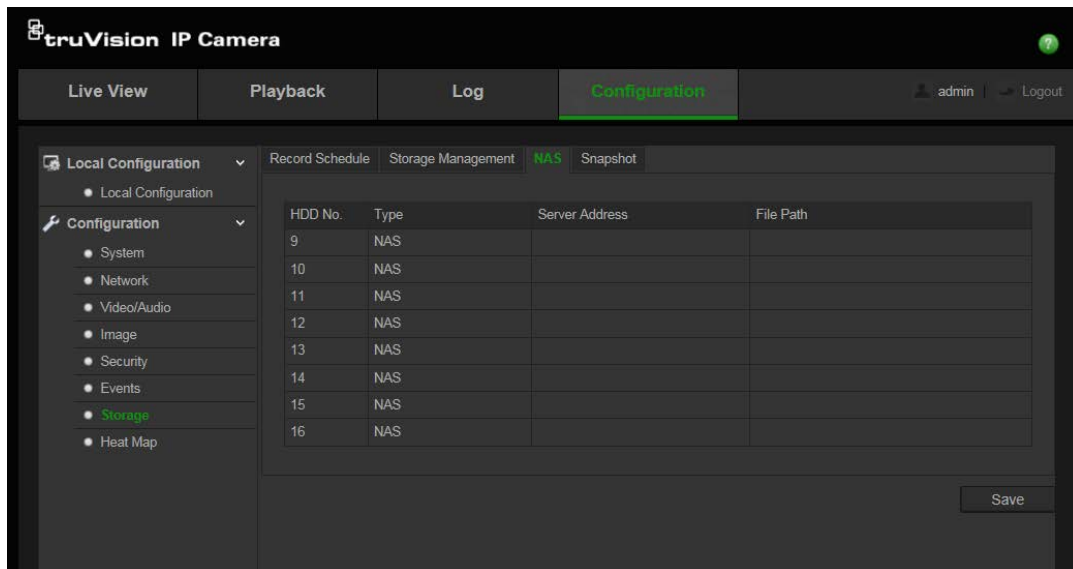 truVision IP Camera
?
Live View Playback Log Configuration admin | Logout
Local Configuration
Local Configuration
Configuration
System
Network
Video/Audio
Image
Security
Events
Storage
Heat Map
Record Schedule Storage Management NAS Snapshot
HDD No. Type Server Address File Path
9 NAS
10 NAS
11 NAS
12 NAS
13 NAS
14 NAS
15 NAS
16 NAS
Save